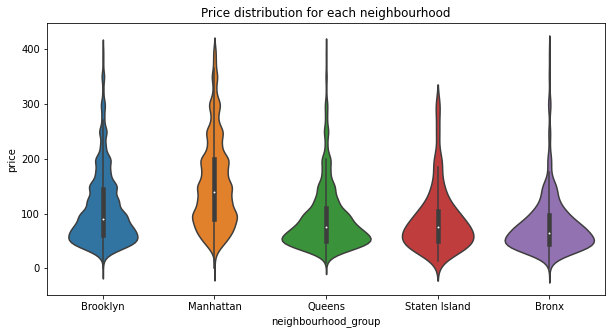 Price distribution for each neighbourhood
400
300
200
100
0
price
Brooklyn Manhattan Queens Staten Island Bronx
neighbourhood_group